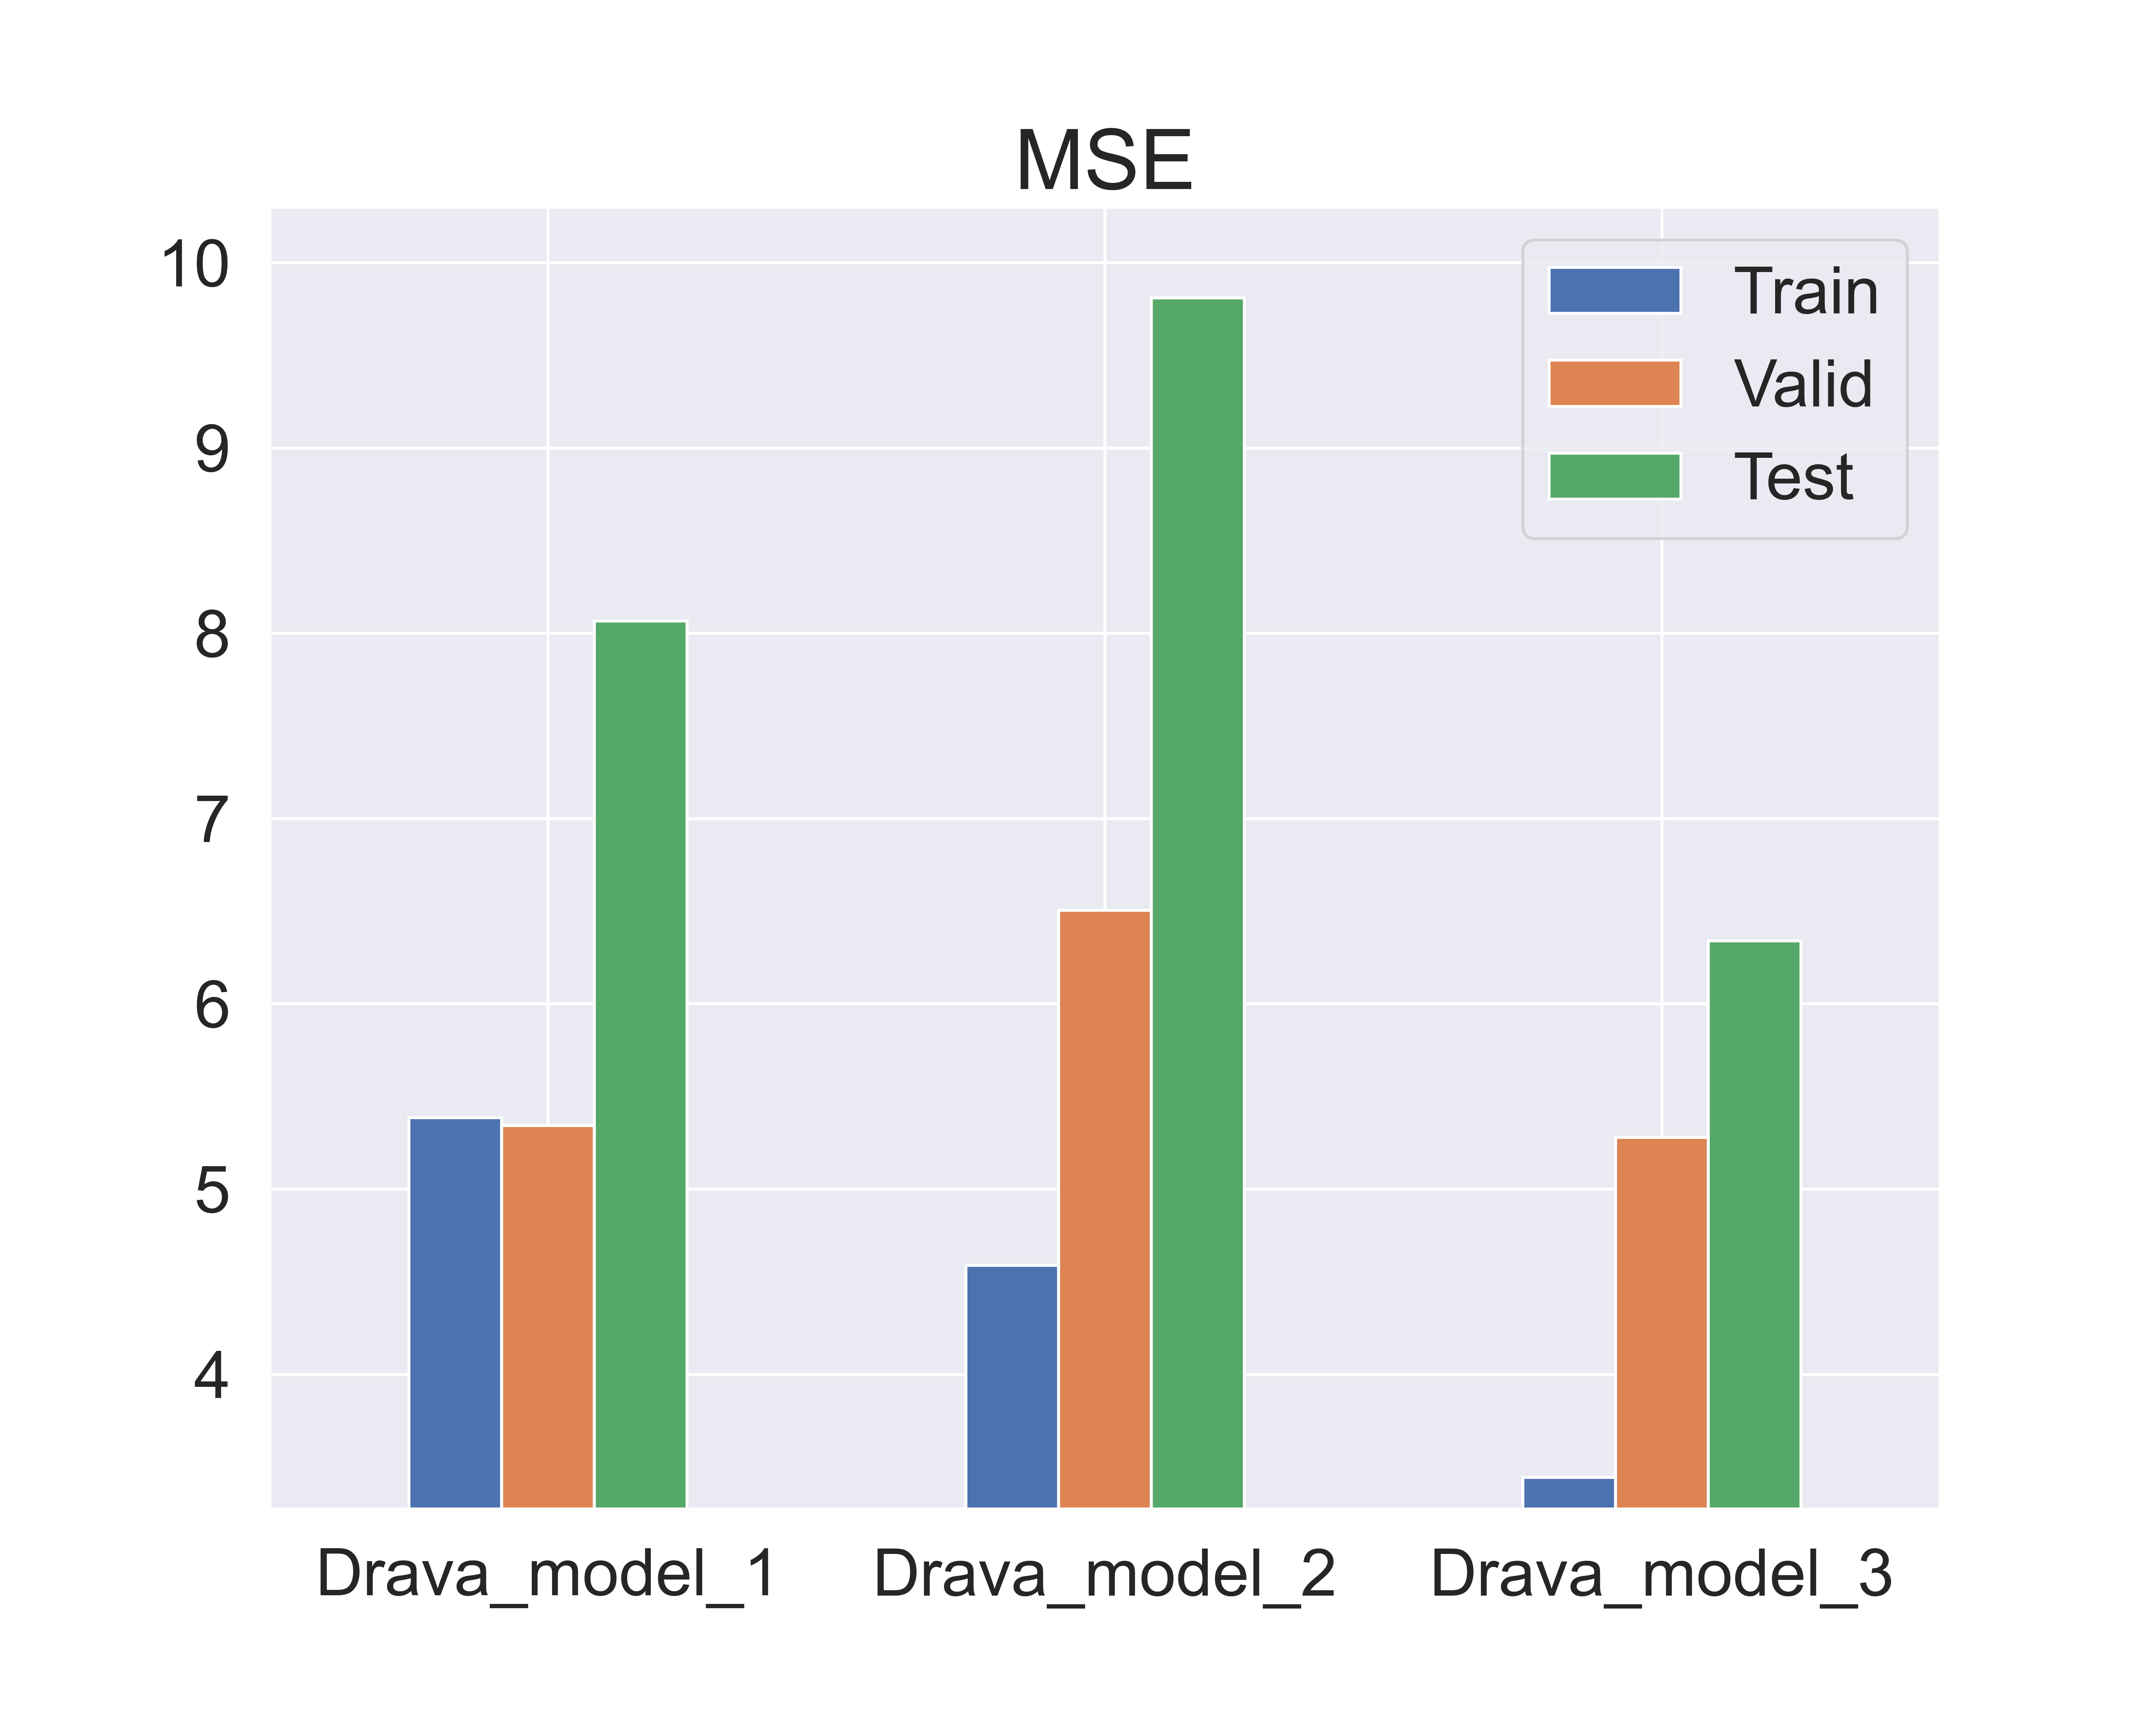 MSE
10
9
8
7
6
5
4
Train
Valid
Test
Drava_model_1
Drava_model_2
Drava_model_3